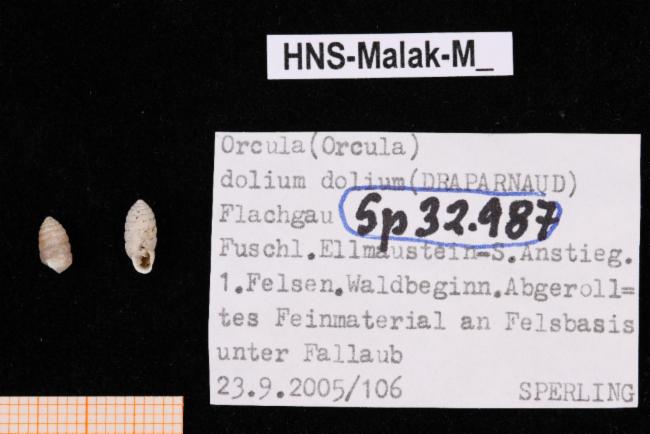 HNS-Malak-M_
Orcula(Orcula)
dolium dolium(DRAPARNAUD)
Flachgau Sp 32.987
Fuschl.Ellmaustein-S.Anstieg.
1.Felsen.Waldbeginn.Abgeroll=
tes Feinmaterial an Felsbasis
unter Fallaub
23.9.2005/106 SPERLING